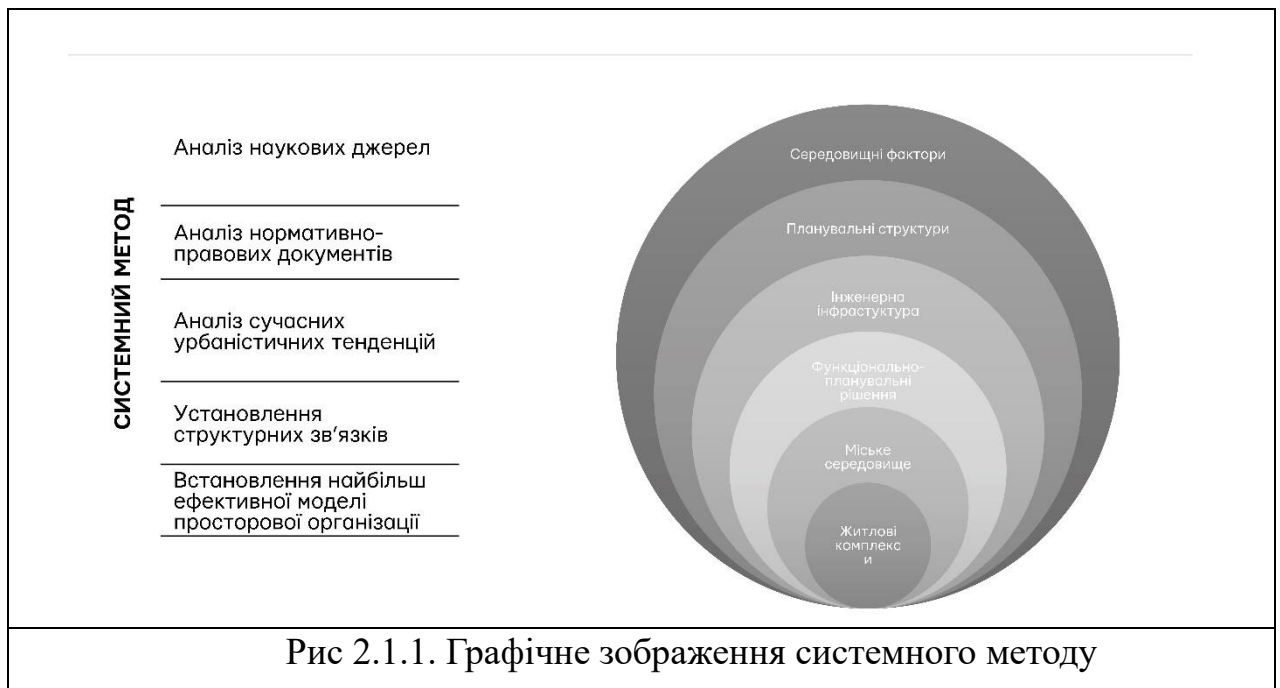 СИСТЕМНИЙ МЕТОД
Аналіз наукових джерел
Аналіз нормативно-
правових документів
Аналіз сучасних
урбаністичних тенденцій
Установлення
структурних зв'язків
Встановлення найбільш
ефективної моделі
просторової організації
Середовищні фактори
Планувальні структури
Інженерна
інфраструктура
Функціонально-
планувальні
рішення
Міське
середовище
Житлові
комплекс
и
Рис 2.1.1. Графічне зображення системного методу